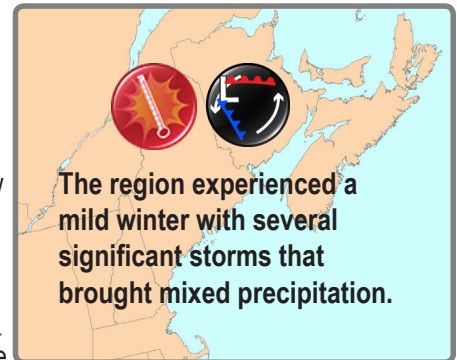 The region experienced a
mild winter with several
significant storms that
brought mixed precipitation.